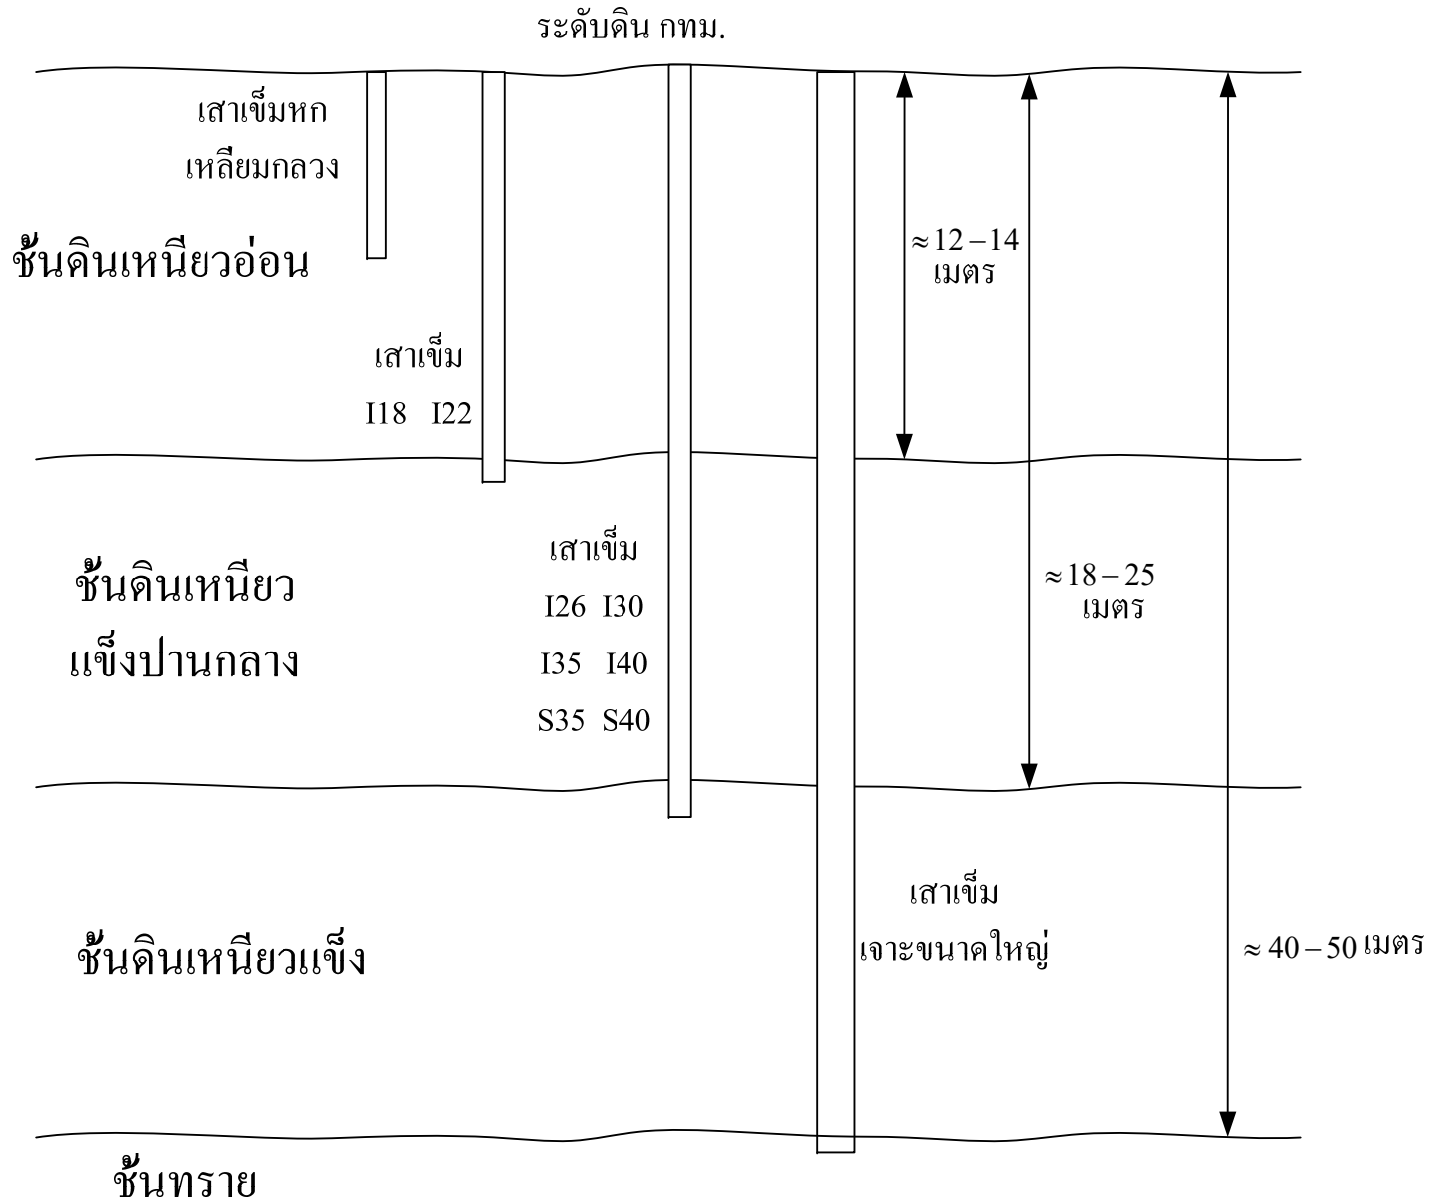 ระดับดิน กทม.
เสาเข็มหก
เหลี่ยมกลวง
ชั้นดินเหนียวอ่อน
≈12–14
เมตร
เสาเข็ม
I18 I22
เสาเข็ม
I26 I30
I35 I40
S35 S40
ชั้นดินเหนียว
แข็งปานกลาง
≈18–25
เมตร
เสาเข็ม
เจาะขนาดใหญ่
ชั้นดินเหนียวแข็ง
≈ 40–50 เมตร
ชั้นทราย